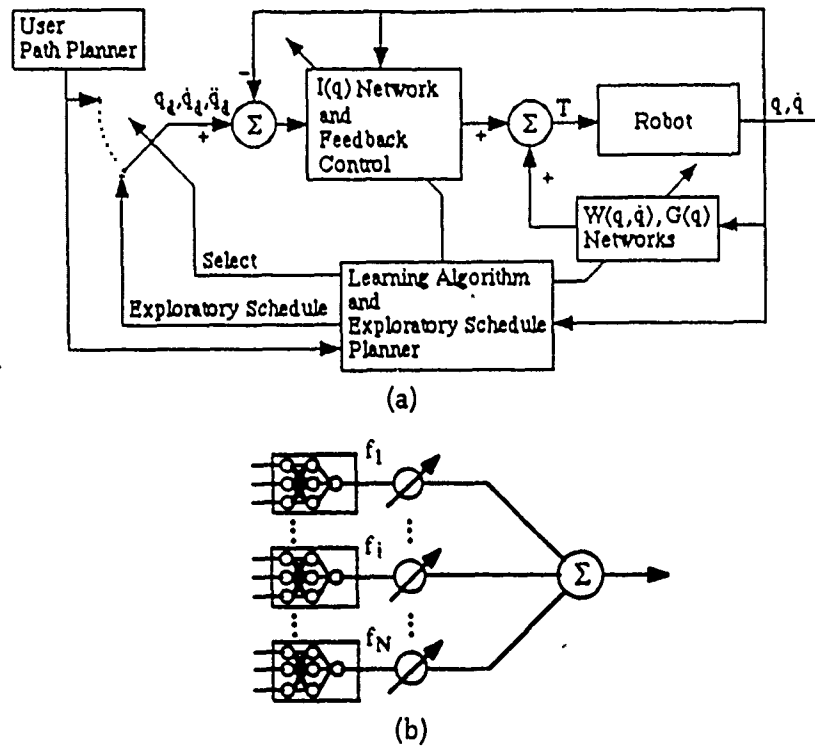 User
Path Planner
q_d, q̇_d, q̈_d
+
-
Σ
I(q) Network
and
Feedback
Control
+
Σ
+
T
Robot
q, q̇
W(q,q̇), G(q)
Networks
Select
Exploratory Schedule
Learning Algorithm
and
Exploratory Schedule
Planner
(a)
f_1
f_i
f_N
Σ
(b)